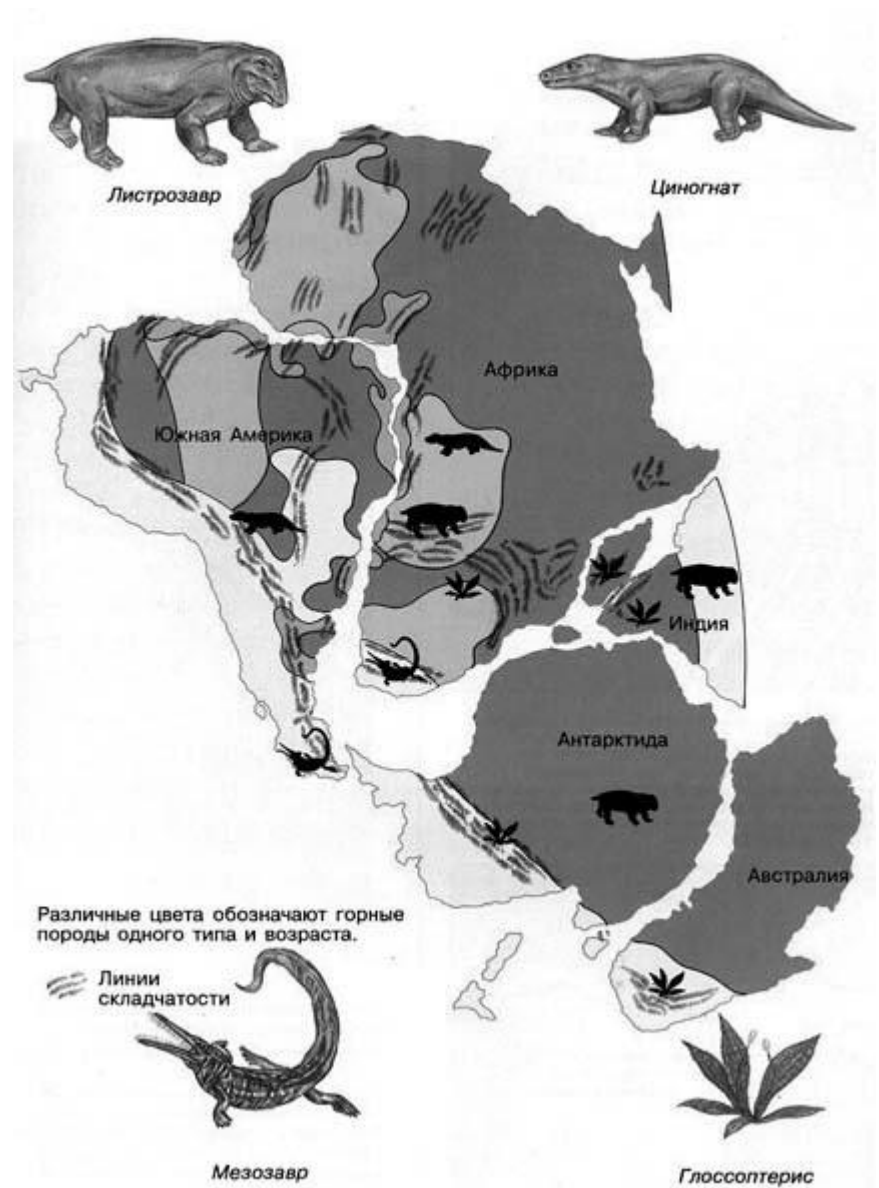 Листрозавр
Циногнат
Африка
Южная Америка
Индия
Антарктида
Австралия
Различные цвета обозначают горные
породы одного типа и возраста.
Линии
складчатости
Мезозавр
Глоссоптерис